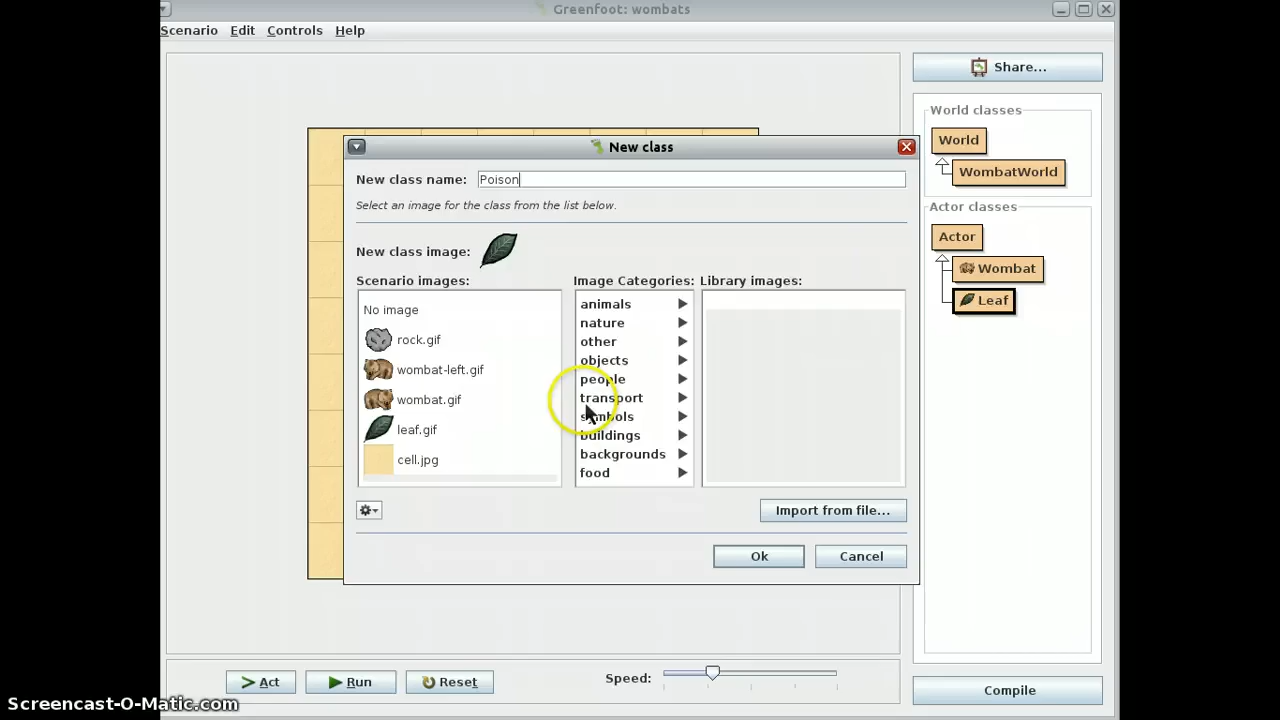 Greenfoot: wombats
Scenario Edit Controls Help
Share...
World classes
World
WombatWorld
Actor classes
Actor
Wombat
Leaf
New class
New class name: Poison
Select an image for the class from the list below.
New class image:
Scenario images:
No image
rock.gif
wombat-left.gif
wombat.gif
leaf.gif
cell.jpg
Image Categories:
animals
nature
other
objects
people
transport
symbols
buildings
backgrounds
food
Library images:
Import from file...
Ok Cancel
Act Run Reset Speed:
Compile
Screencast-O-Matic.com